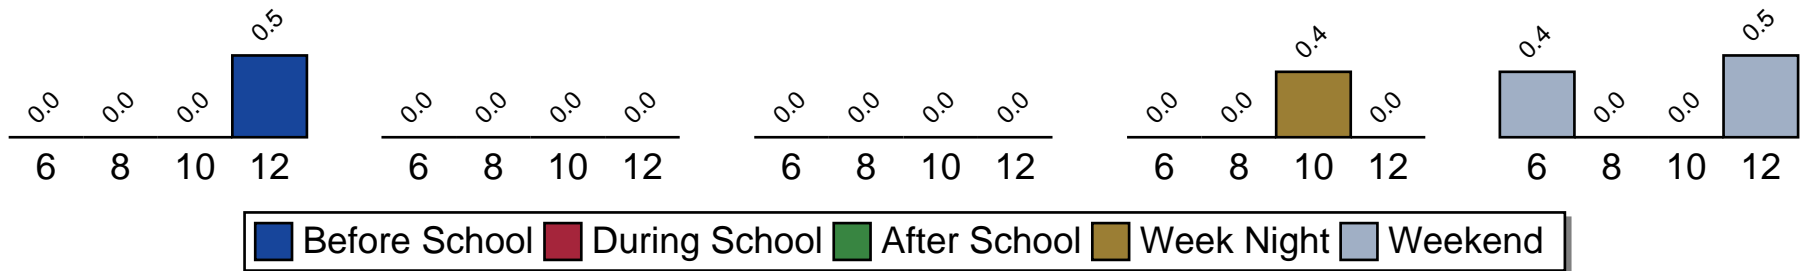 0.0 0.0 0.0 0.5 0.0 0.0 0.0 0.0 0.0 0.0 0.0 0.0 0.0 0.0 0.4 0.0 0.4 0.0 0.0 0.5
6 8 10 12 6 8 10 12 6 8 10 12 6 8 10 12 6 8 10 12
Before School During School After School Week Night Weekend